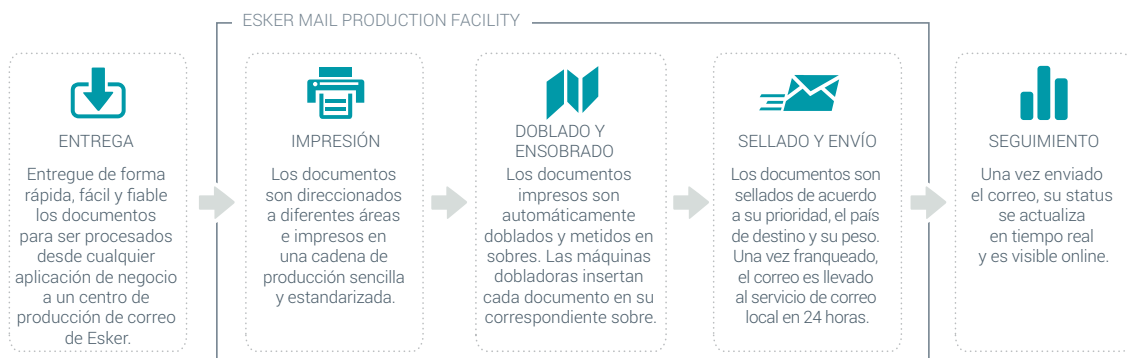 ESKER MAIL PRODUCTION FACILITY
ENTREGA
Entregue de forma
rápida, fácil y fiable
los documentos
para ser procesados
desde cualquier
aplicación de negocio
a un centro de
producción de correo
de Esker.
IMPRESIÓN
Los documentos
son direccionados
a diferentes áreas
e impresos en
una cadena de
producción sencilla
y estandarizada.
DOBLADO Y
ENSOBRADO
Los documentos
impresos son
automáticamente
doblados y metidos en
sobres. Las máquinas
dobladoras insertan
cada documento en su
correspondiente sobre.
SELLADO Y ENVÍO
Los documentos son
sellados de acuerdo
a su prioridad, el país
de destino y su peso.
Una vez franqueado,
el correo es llevado
al servicio de correo
local en 24 horas.
SEGUIMIENTO
Una vez enviado
el correo, su status
se actualiza
en tiempo real
y es visible online.